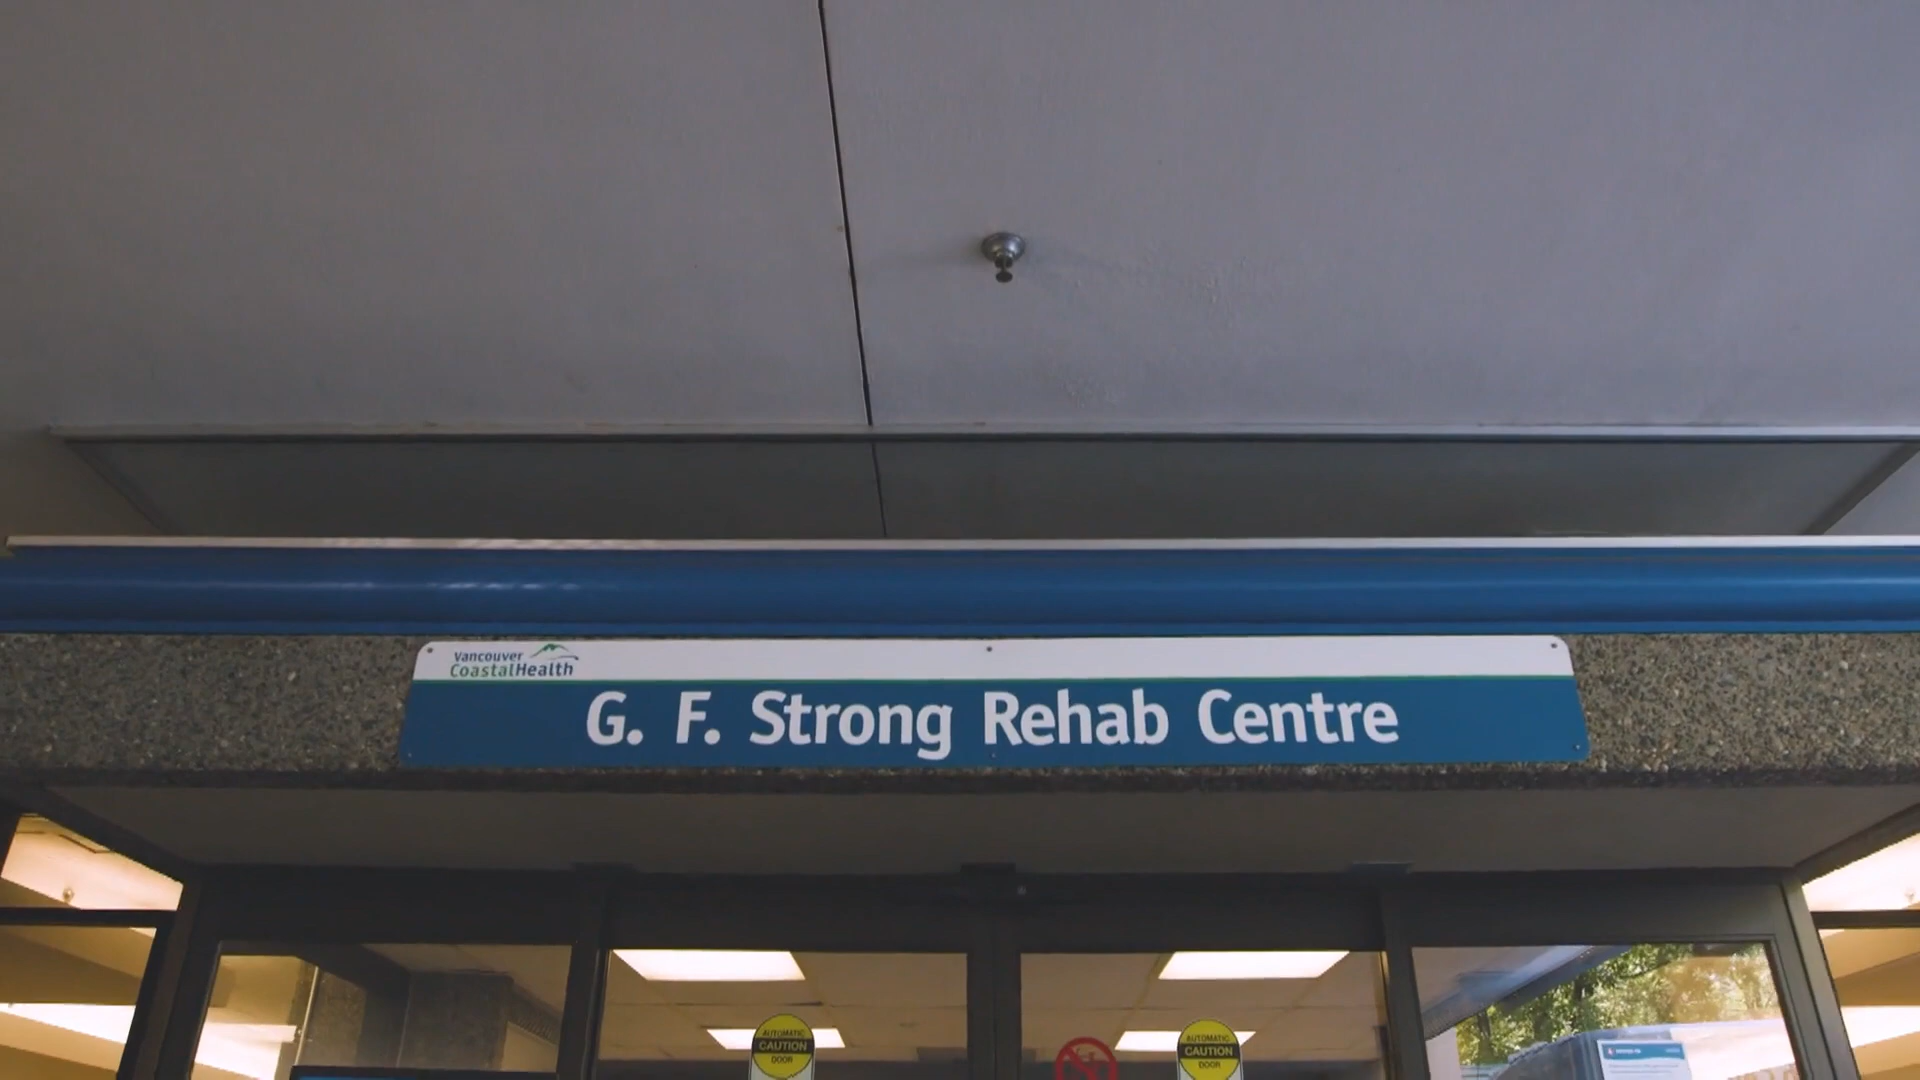 Vancouver
CoastalHealth
G. F. Strong Rehab Centre
AUTOMATIC
CAUTION
DOOR
AUTOMATIC
CAUTION
DOOR